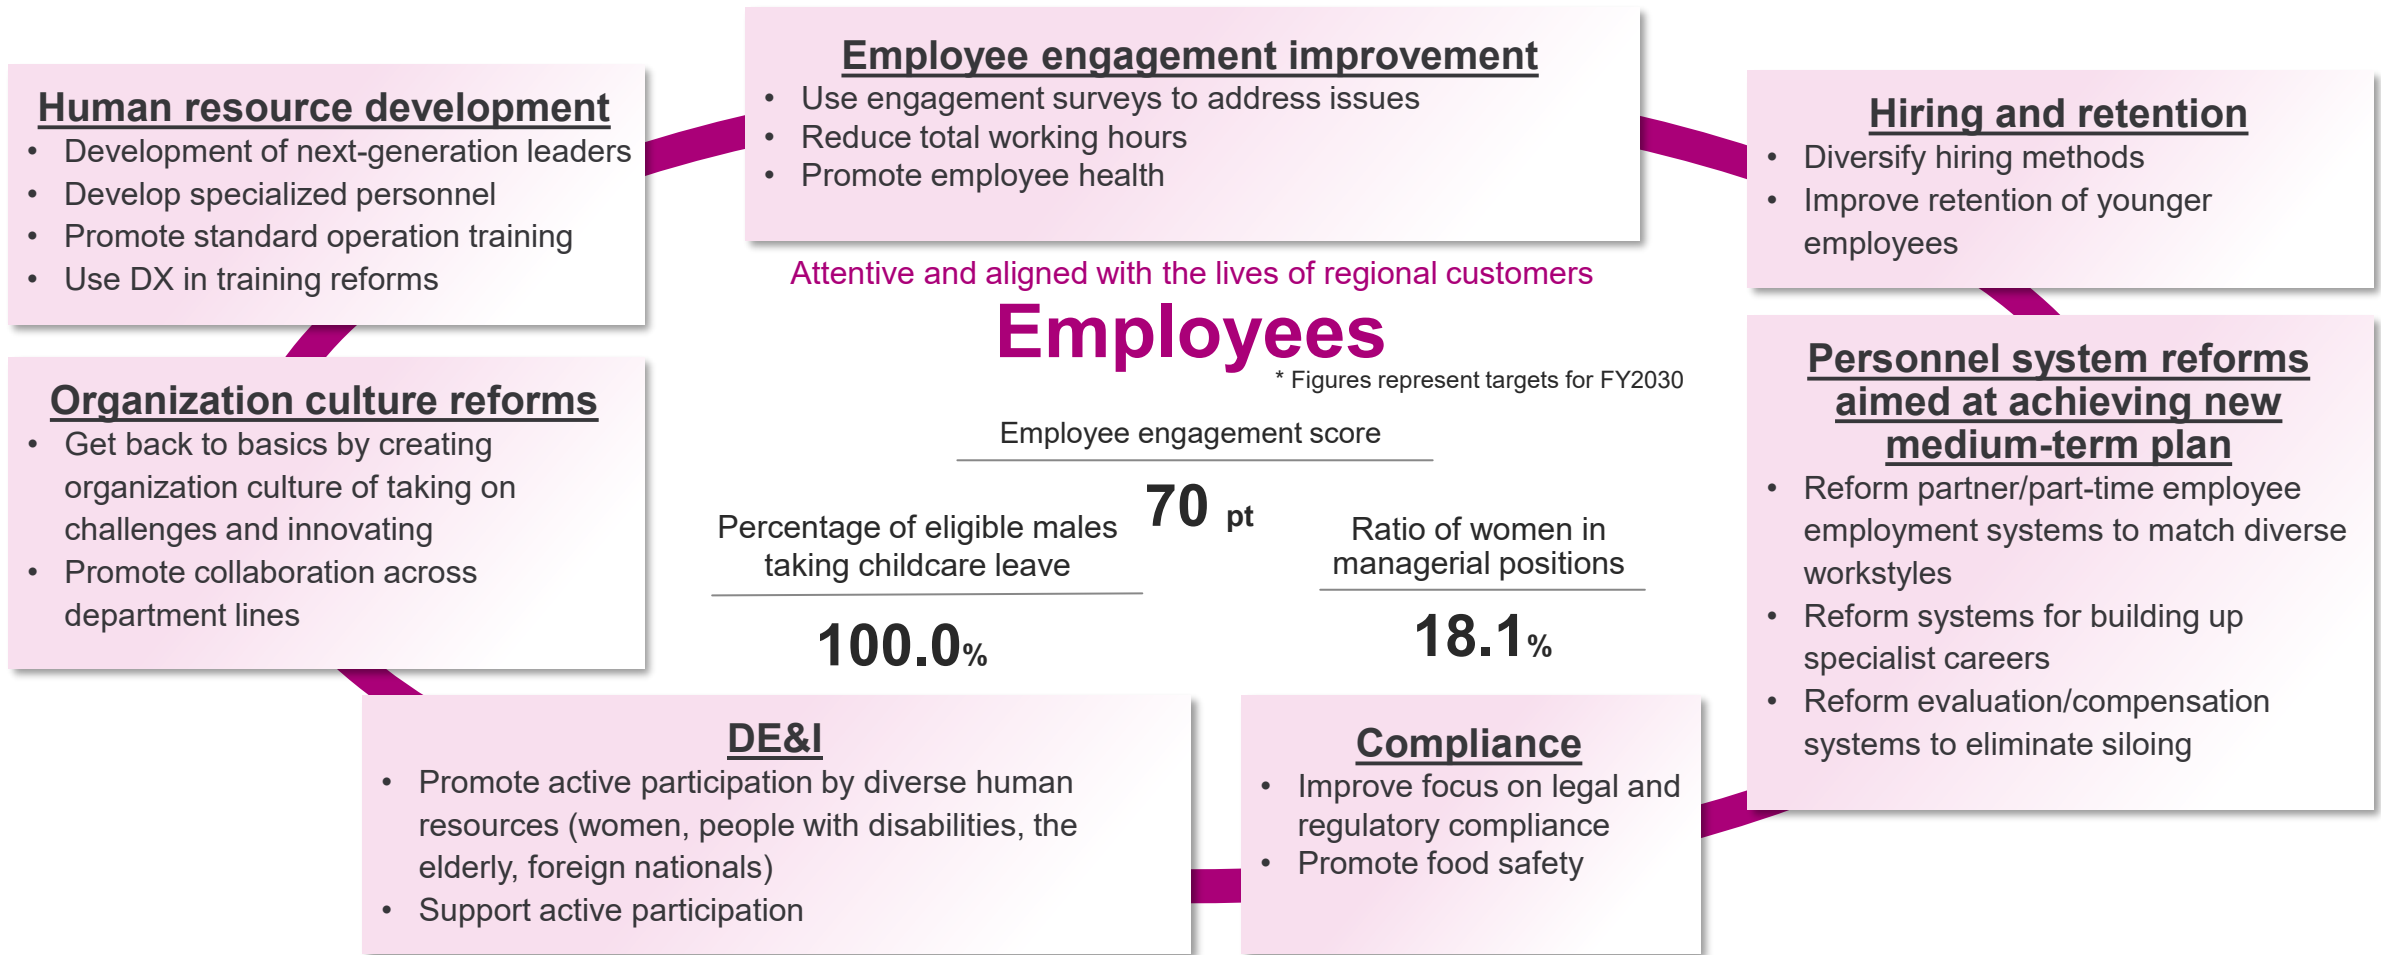 Employee engagement improvement
• Use engagement surveys to address issues
• Reduce total working hours
• Promote employee health
Human resource development
• Development of next-generation leaders
• Develop specialized personnel
• Promote standard operation training
• Use DX in training reforms
Hiring and retention
• Diversify hiring methods
• Improve retention of younger
employees
Attentive and aligned with the lives of regional customers
Employees
* Figures represent targets for FY2030
Employee engagement score
70 pt
Percentage of eligible males
taking childcare leave
100.0%
Ratio of women in
managerial positions
18.1%
Organization culture reforms
• Get back to basics by creating
organization culture of taking on
challenges and innovating
• Promote collaboration across
department lines
Personnel system reforms
aimed at achieving new
medium-term plan
• Reform partner/part-time employee
employment systems to match diverse
workstyles
• Reform systems for building up
specialist careers
• Reform evaluation/compensation
systems to eliminate siloing
DE&I
• Promote active participation by diverse human
resources (women, people with disabilities, the
elderly, foreign nationals)
• Support active participation
Compliance
• Improve focus on legal and
regulatory compliance
• Promote food safety